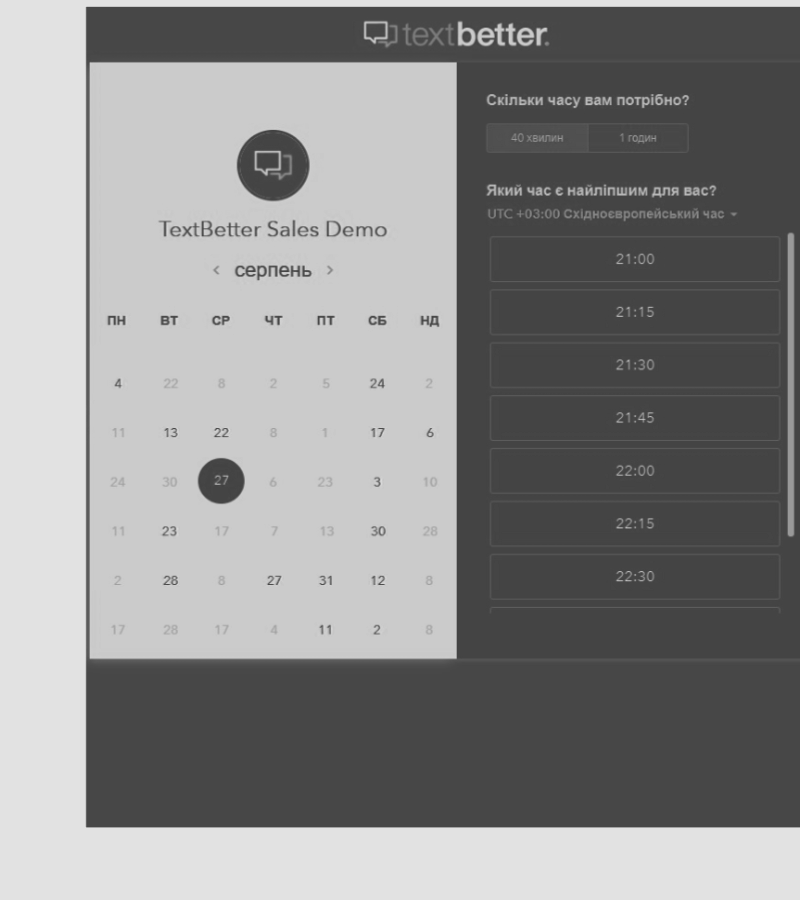 textbetter.
TextBetter Sales Demo
< серпень >
ПН ВТ СР ЧТ ПТ СБ НД
4 22 8 2 5 24 2
11 13 22 8 1 17 6
24 30 27 6 23 3 10
11 23 17 7 13 30 28
2 28 8 27 31 12 8
17 28 17 4 11 2 8
Скільки часу вам потрібно?
40 хвилин 1 годин
Який час є найліпшим для вас?
UTC +03:00 Східноєвропейський час
21:00
21:15
21:30
21:45
22:00
22:15
22:30